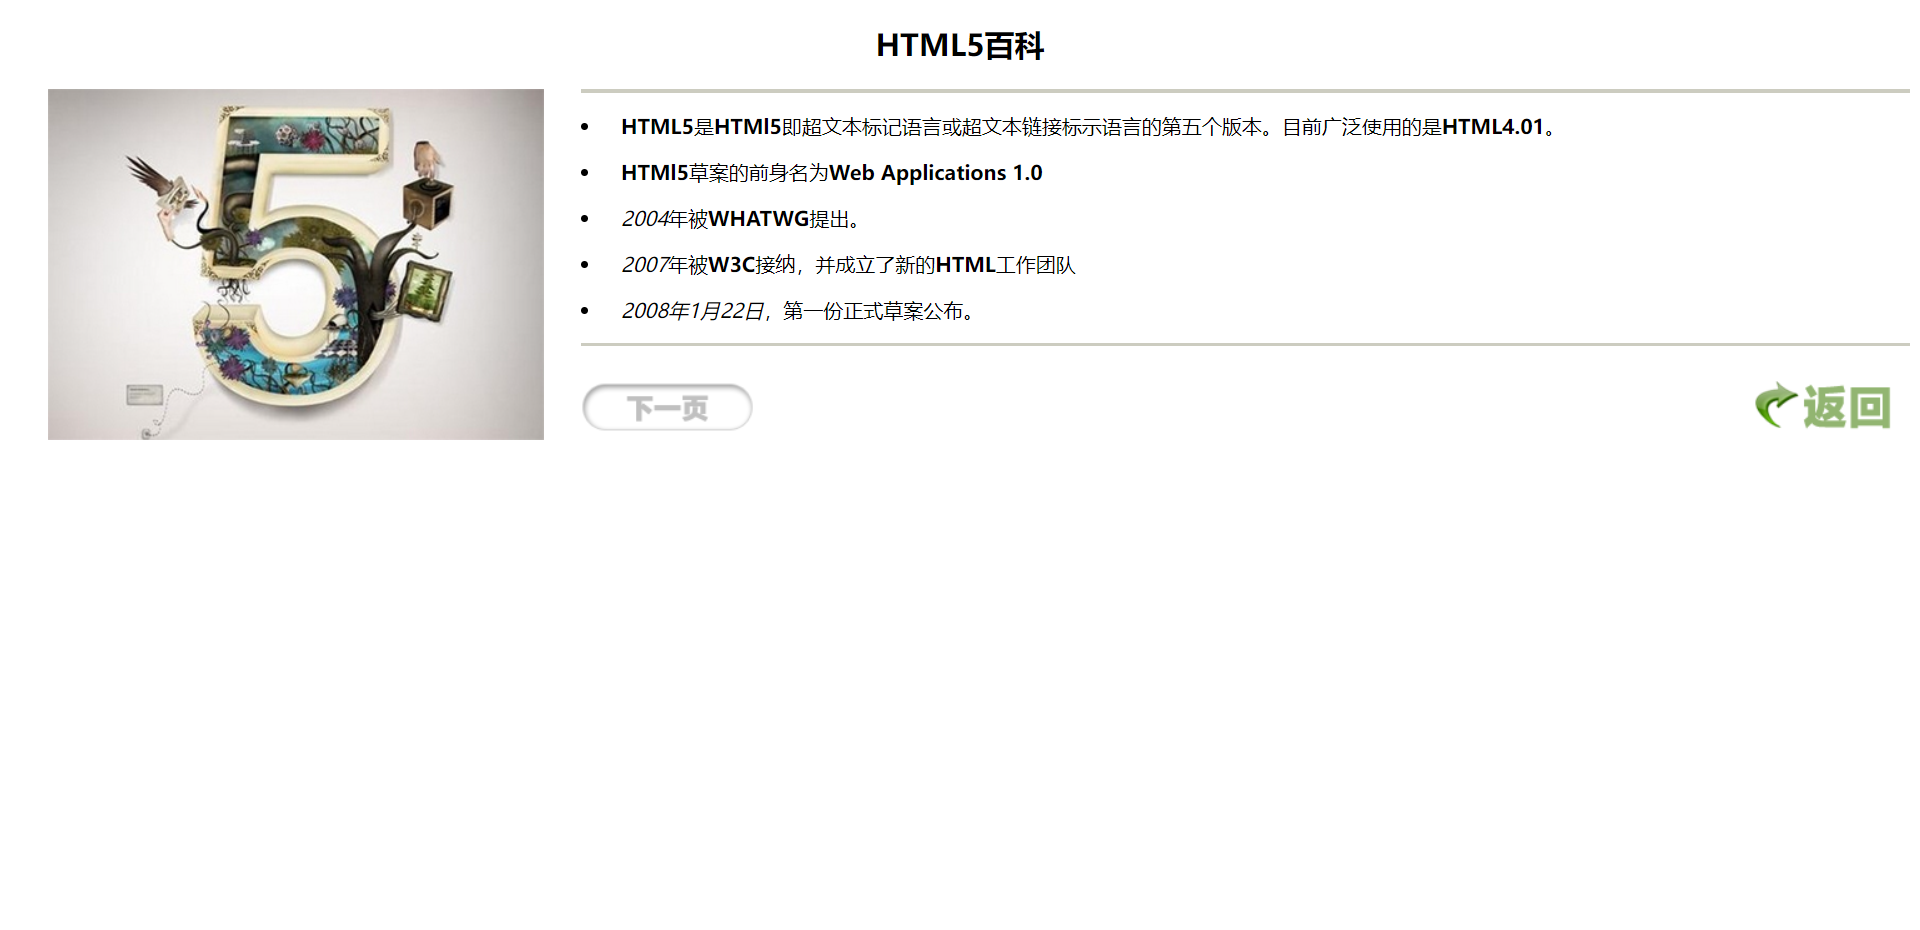 HTML5百科
HTML5是HTMl5即超文本标记语言或超文本链接标示语言的第五个版本。目前广泛使用的是HTML4.01。
HTMl5草案的前身名为Web Applications 1.0
2004年被WHATWG提出。
2007年被W3C接纳，并成立了新的HTML工作团队
2008年1月22日，第一份正式草案公布。
下一页
返回
5